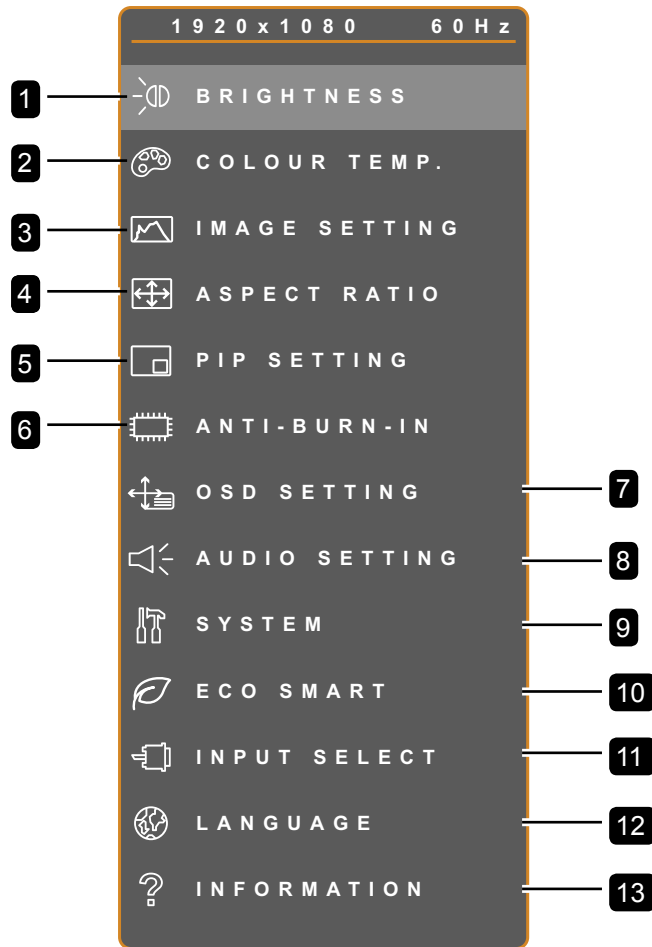 1920x1080 60Hz
1 BRIGHTNESS
2 COLOUR TEMP.
3 IMAGE SETTING
4 ASPECT RATIO
5 PIP SETTING
6 ANTI-BURN-IN
OSD SETTING 7
AUDIO SETTING 8
SYSTEM 9
ECO SMART 10
INPUT SELECT 11
LANGUAGE 12
INFORMATION 13